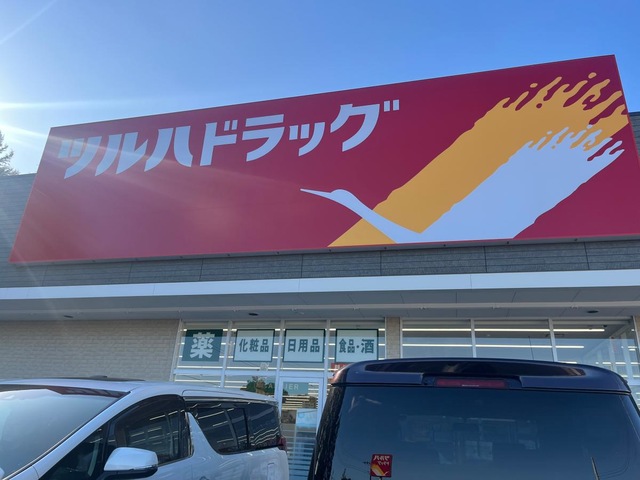 ツルハドラッグ
薬
化粧品
日用品
食品・酒